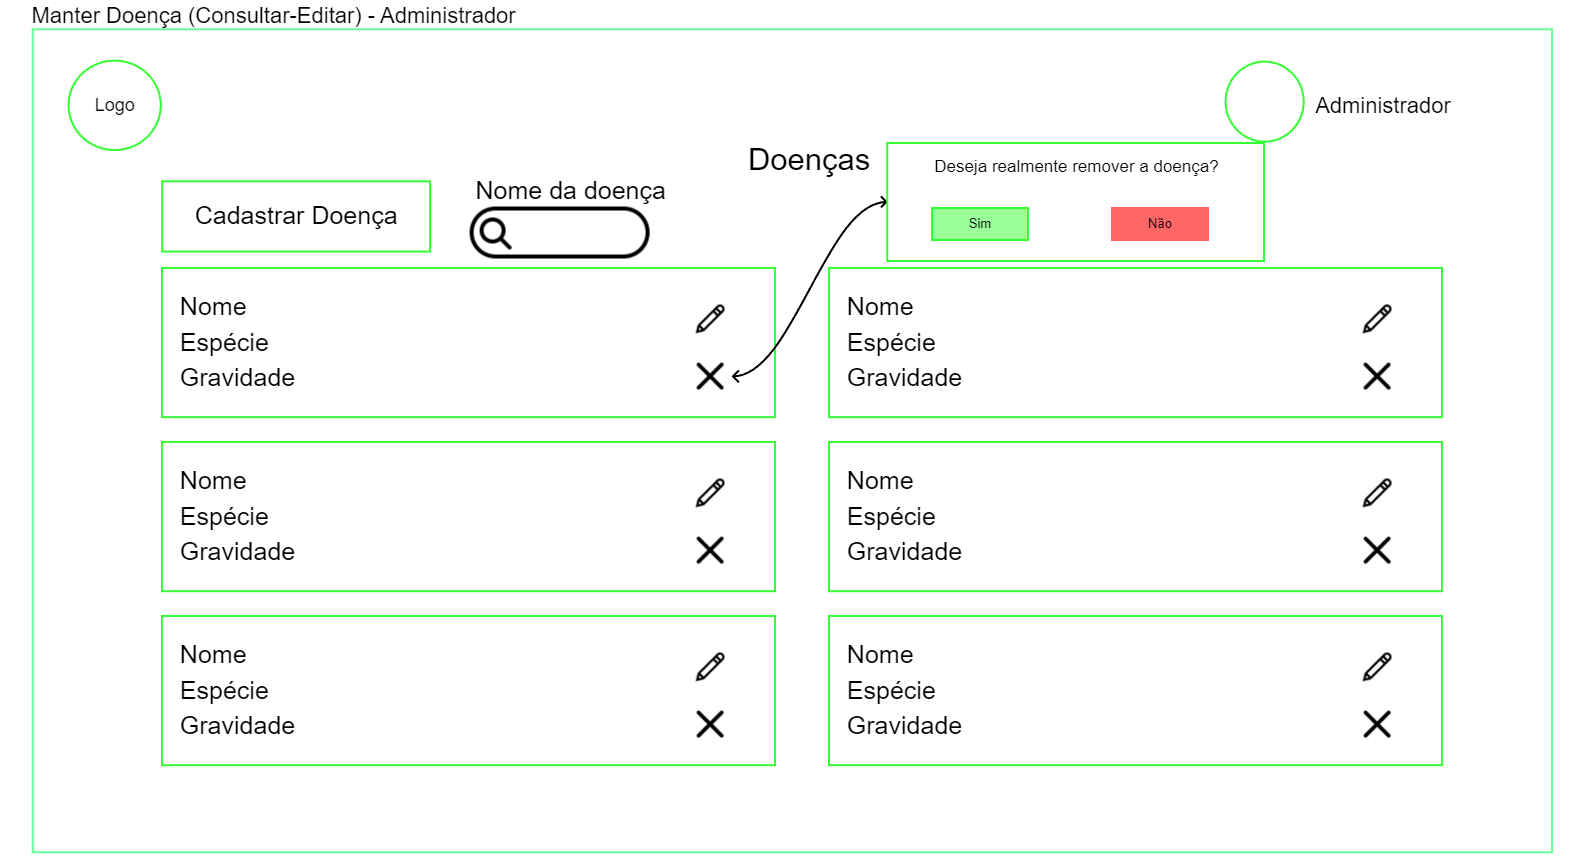 Manter Doença (Consultar-Editar) - Administrador
Logo
Administrador
Doenças
Deseja realmente remover a doença?
Sim
Não
Cadastrar Doença
Nome da doença
Nome
Espécie
Gravidade
Nome
Espécie
Gravidade
Nome
Espécie
Gravidade
Nome
Espécie
Gravidade
Nome
Espécie
Gravidade
Nome
Espécie
Gravidade